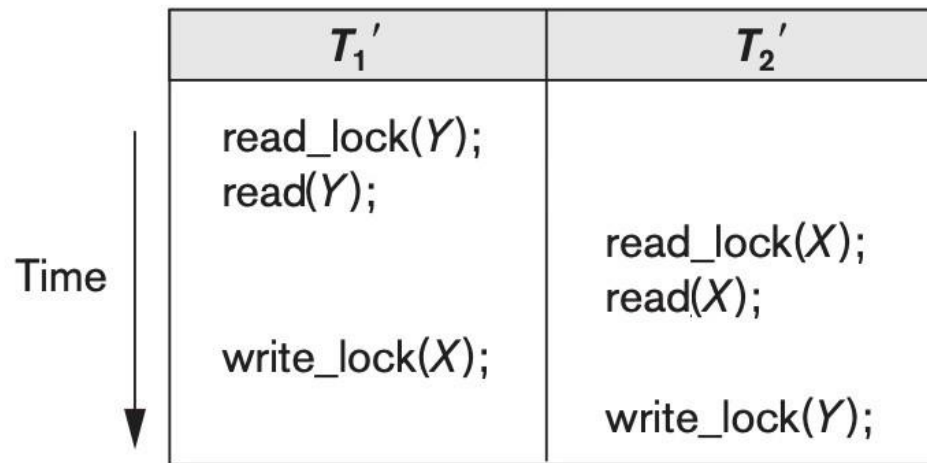 T₁′ T₂′
read_lock(Y);
read(Y);
read_lock(X);
Time
read(X);
write_lock(X);
write_lock(Y);